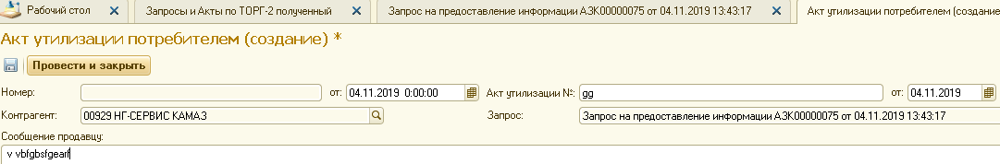 Рабочий стол Запросы и Акты по ТОРГ-2 полученный Запрос на предоставление информации АЗК00000075 от 04.11.2019 13:43:17 Акт утилизации потребителем (создание
Акт утилизации потребителем (создание) *
Провести и закрыть
Номер: от: 04.11.2019 0:00:00 Акт утилизации №: gg от: 04.11.2019
Контрагент: 00929 НГ-СЕРВИС КАМАЗ Запрос: Запрос на предоставление информации АЗК00000075 от 04.11.2019 13:43:17
Сообщение продавцу:
v vbfgbsfgearf